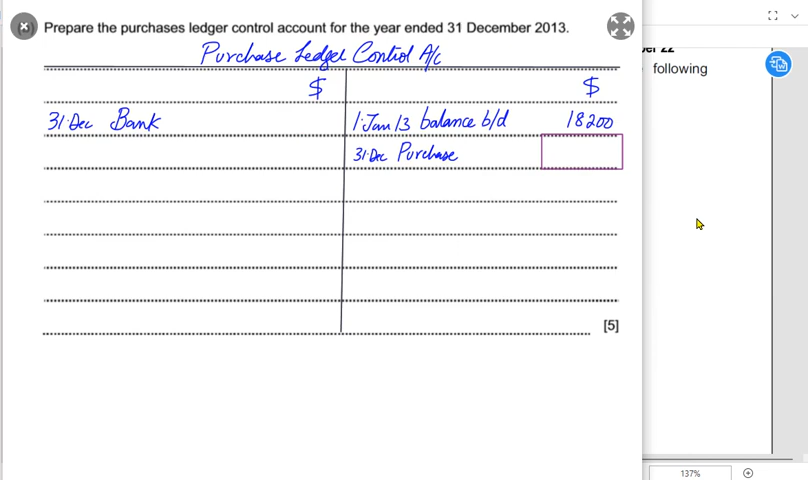 Prepare the purchases ledger control account for the year ended 31 December 2013.
Purchase Ledger Control A/c
$ $
31.Dec Bank 1.Jan 13 balance b/d 18200
31.Dec Purchase
[5]
following
137%